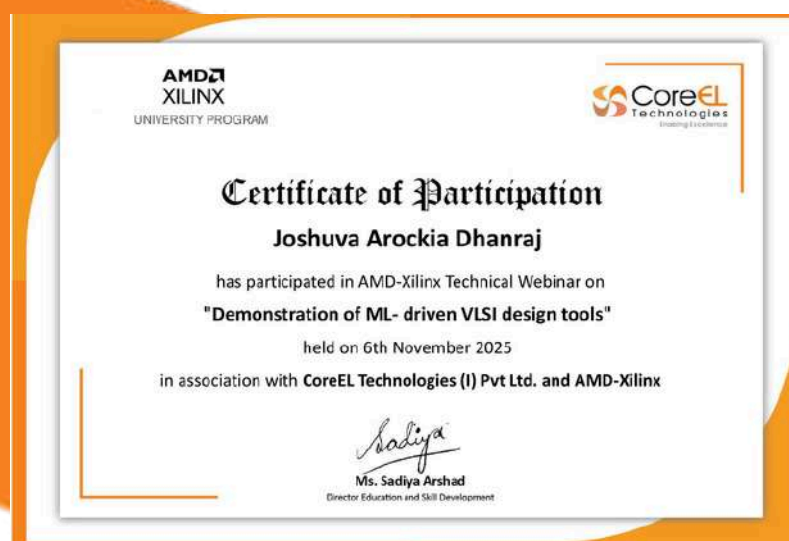 AMD
XILINX
UNIVERSITY PROGRAM
CoreEL
Technologies
Enabling Excellence
Certificate of Participation
Joshuva Arockia Dhanraj
has participated in AMD-Xilinx Technical Webinar on
"Demonstration of ML- driven VLSI design tools"
held on 6th November 2025
in association with CoreEL Technologies (I) Pvt Ltd. and AMD-Xilinx
Sadiya
Ms. Sadiya Arshad
Director Education and Skill Development